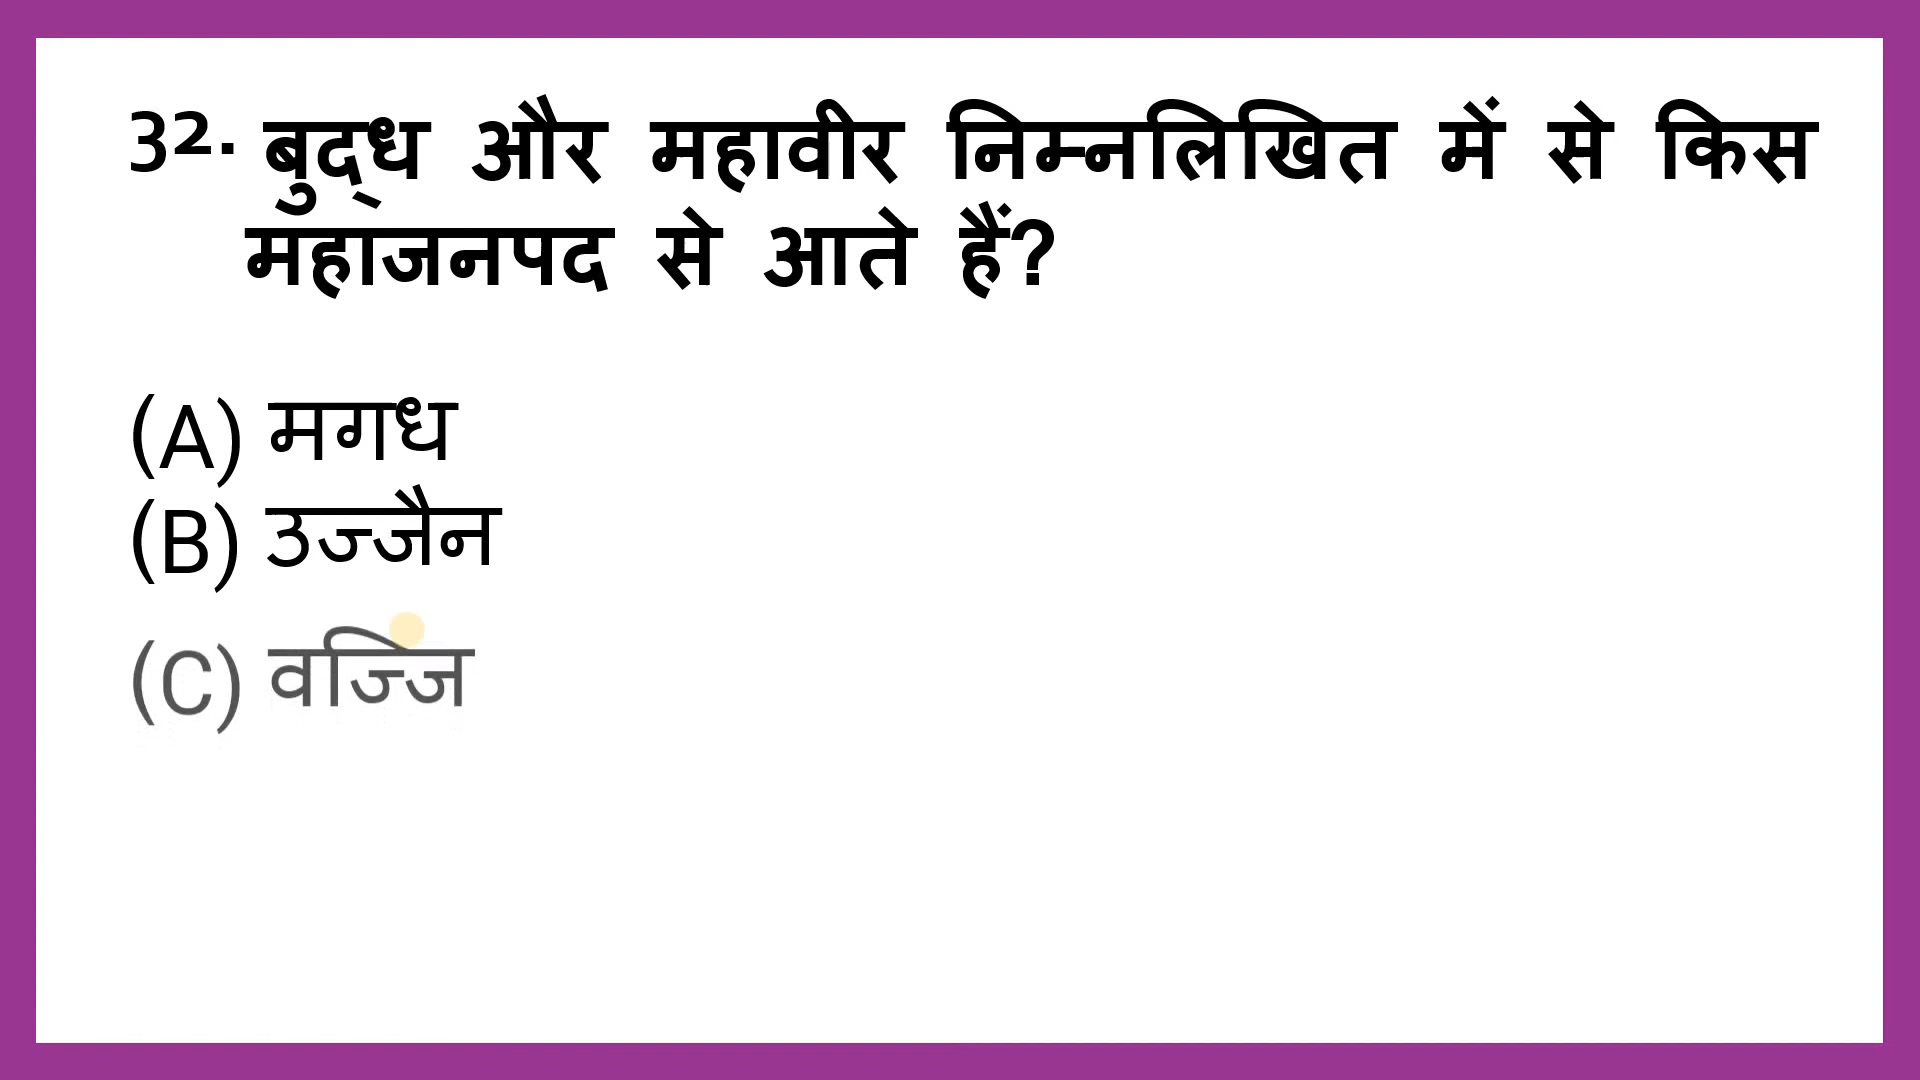 32. बुद्ध और महावीर निम्नलिखित में से किस
महाजनपद से आते हैं?
(A) मगध
(B) उज्जैन
(C) वज्जि